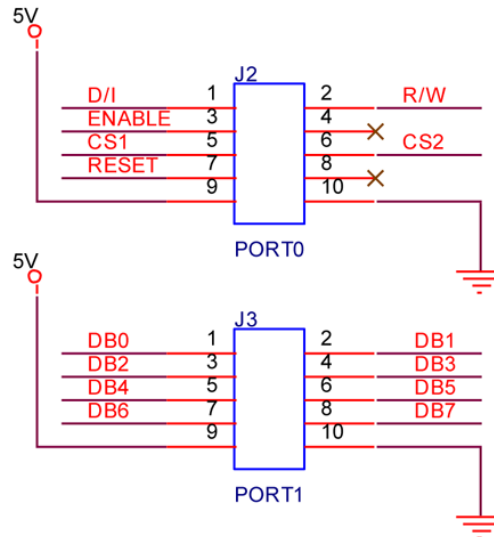 5V
J2
D/I 1 2 R/W
ENABLE 3 4
CS1 5 6 CS2
RESET 7 8
9 10
PORT0
5V
J3
DB0 1 2 DB1
DB2 3 4 DB3
DB4 5 6 DB5
DB6 7 8 DB7
9 10
PORT1